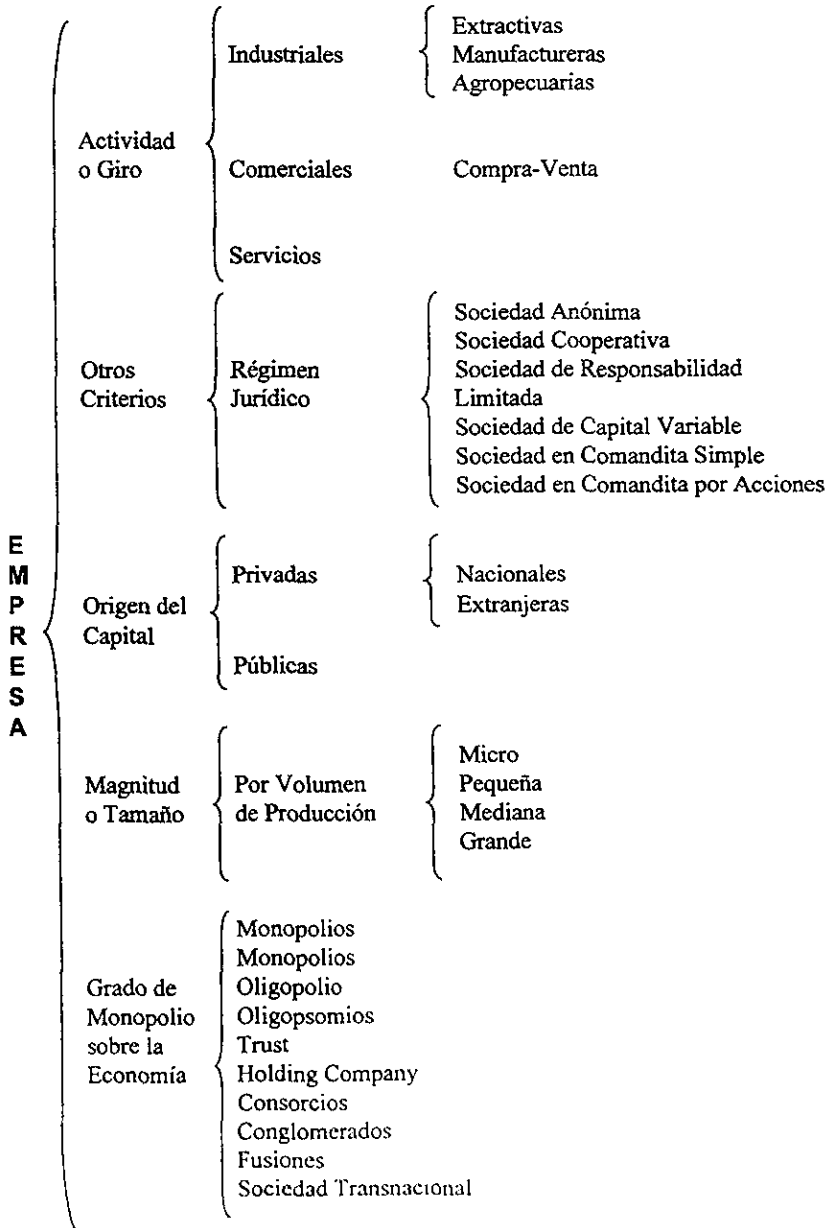 EMPRESA
Actividad
o Giro
Industriales
Extractivas
Manufactureras
Agropecuarias
Comerciales
Compra-Venta
Servicios
Otros
Criterios
Régimen
Jurídico
Sociedad Anónima
Sociedad Cooperativa
Sociedad de Responsabilidad
Limitada
Sociedad de Capital Variable
Sociedad en Comandita Simple
Sociedad en Comandita por Acciones
Origen del
Capital
Privadas
Nacionales
Extranjeras
Públicas
Magnitud
o Tamaño
Por Volumen
de Producción
Micro
Pequeña
Mediana
Grande
Grado de
Monopolio
sobre la
Economía
Monopolios
Monopolios
Oligopolio
Oligopsomios
Trust
Holding Company
Consorcios
Conglomerados
Fusiones
Sociedad Transnacional